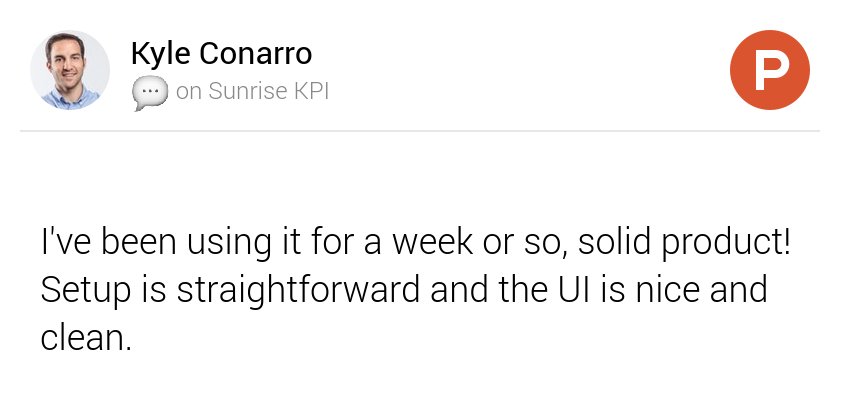 Kyle Conarro
on Sunrise KPI
P
I've been using it for a week or so, solid product!
Setup is straightforward and the UI is nice and
clean.